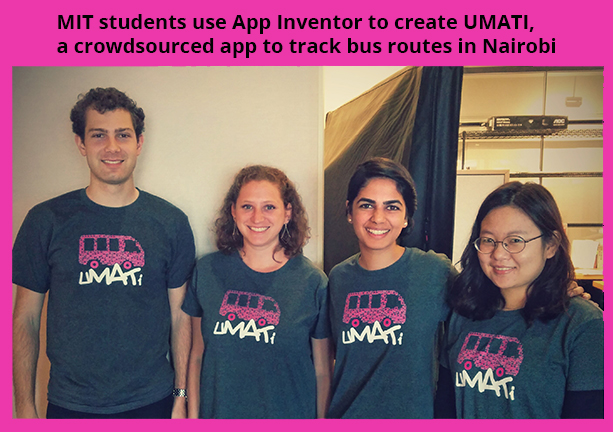 MIT students use App Inventor to create UMATI,
a crowdsourced app to track bus routes in Nairobi
UMATi
UMATi
UMATi
UMATi